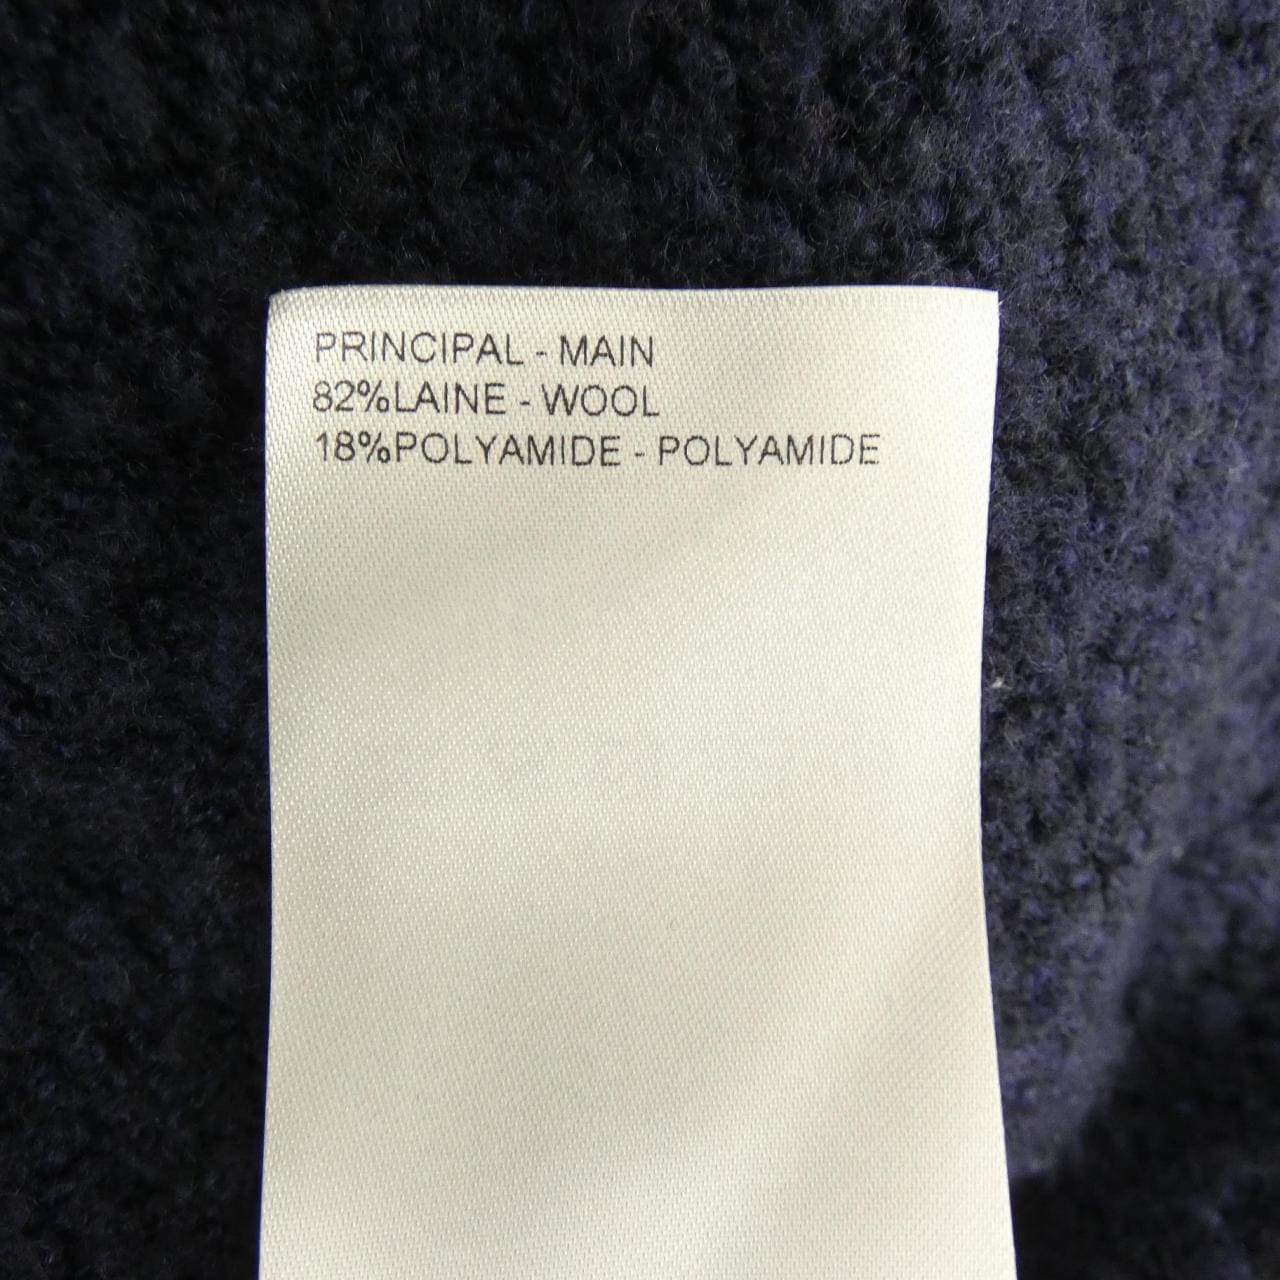 PRINCIPAL - MAIN
82%LAINE - WOOL
18%POLYAMIDE - POLYAMIDE